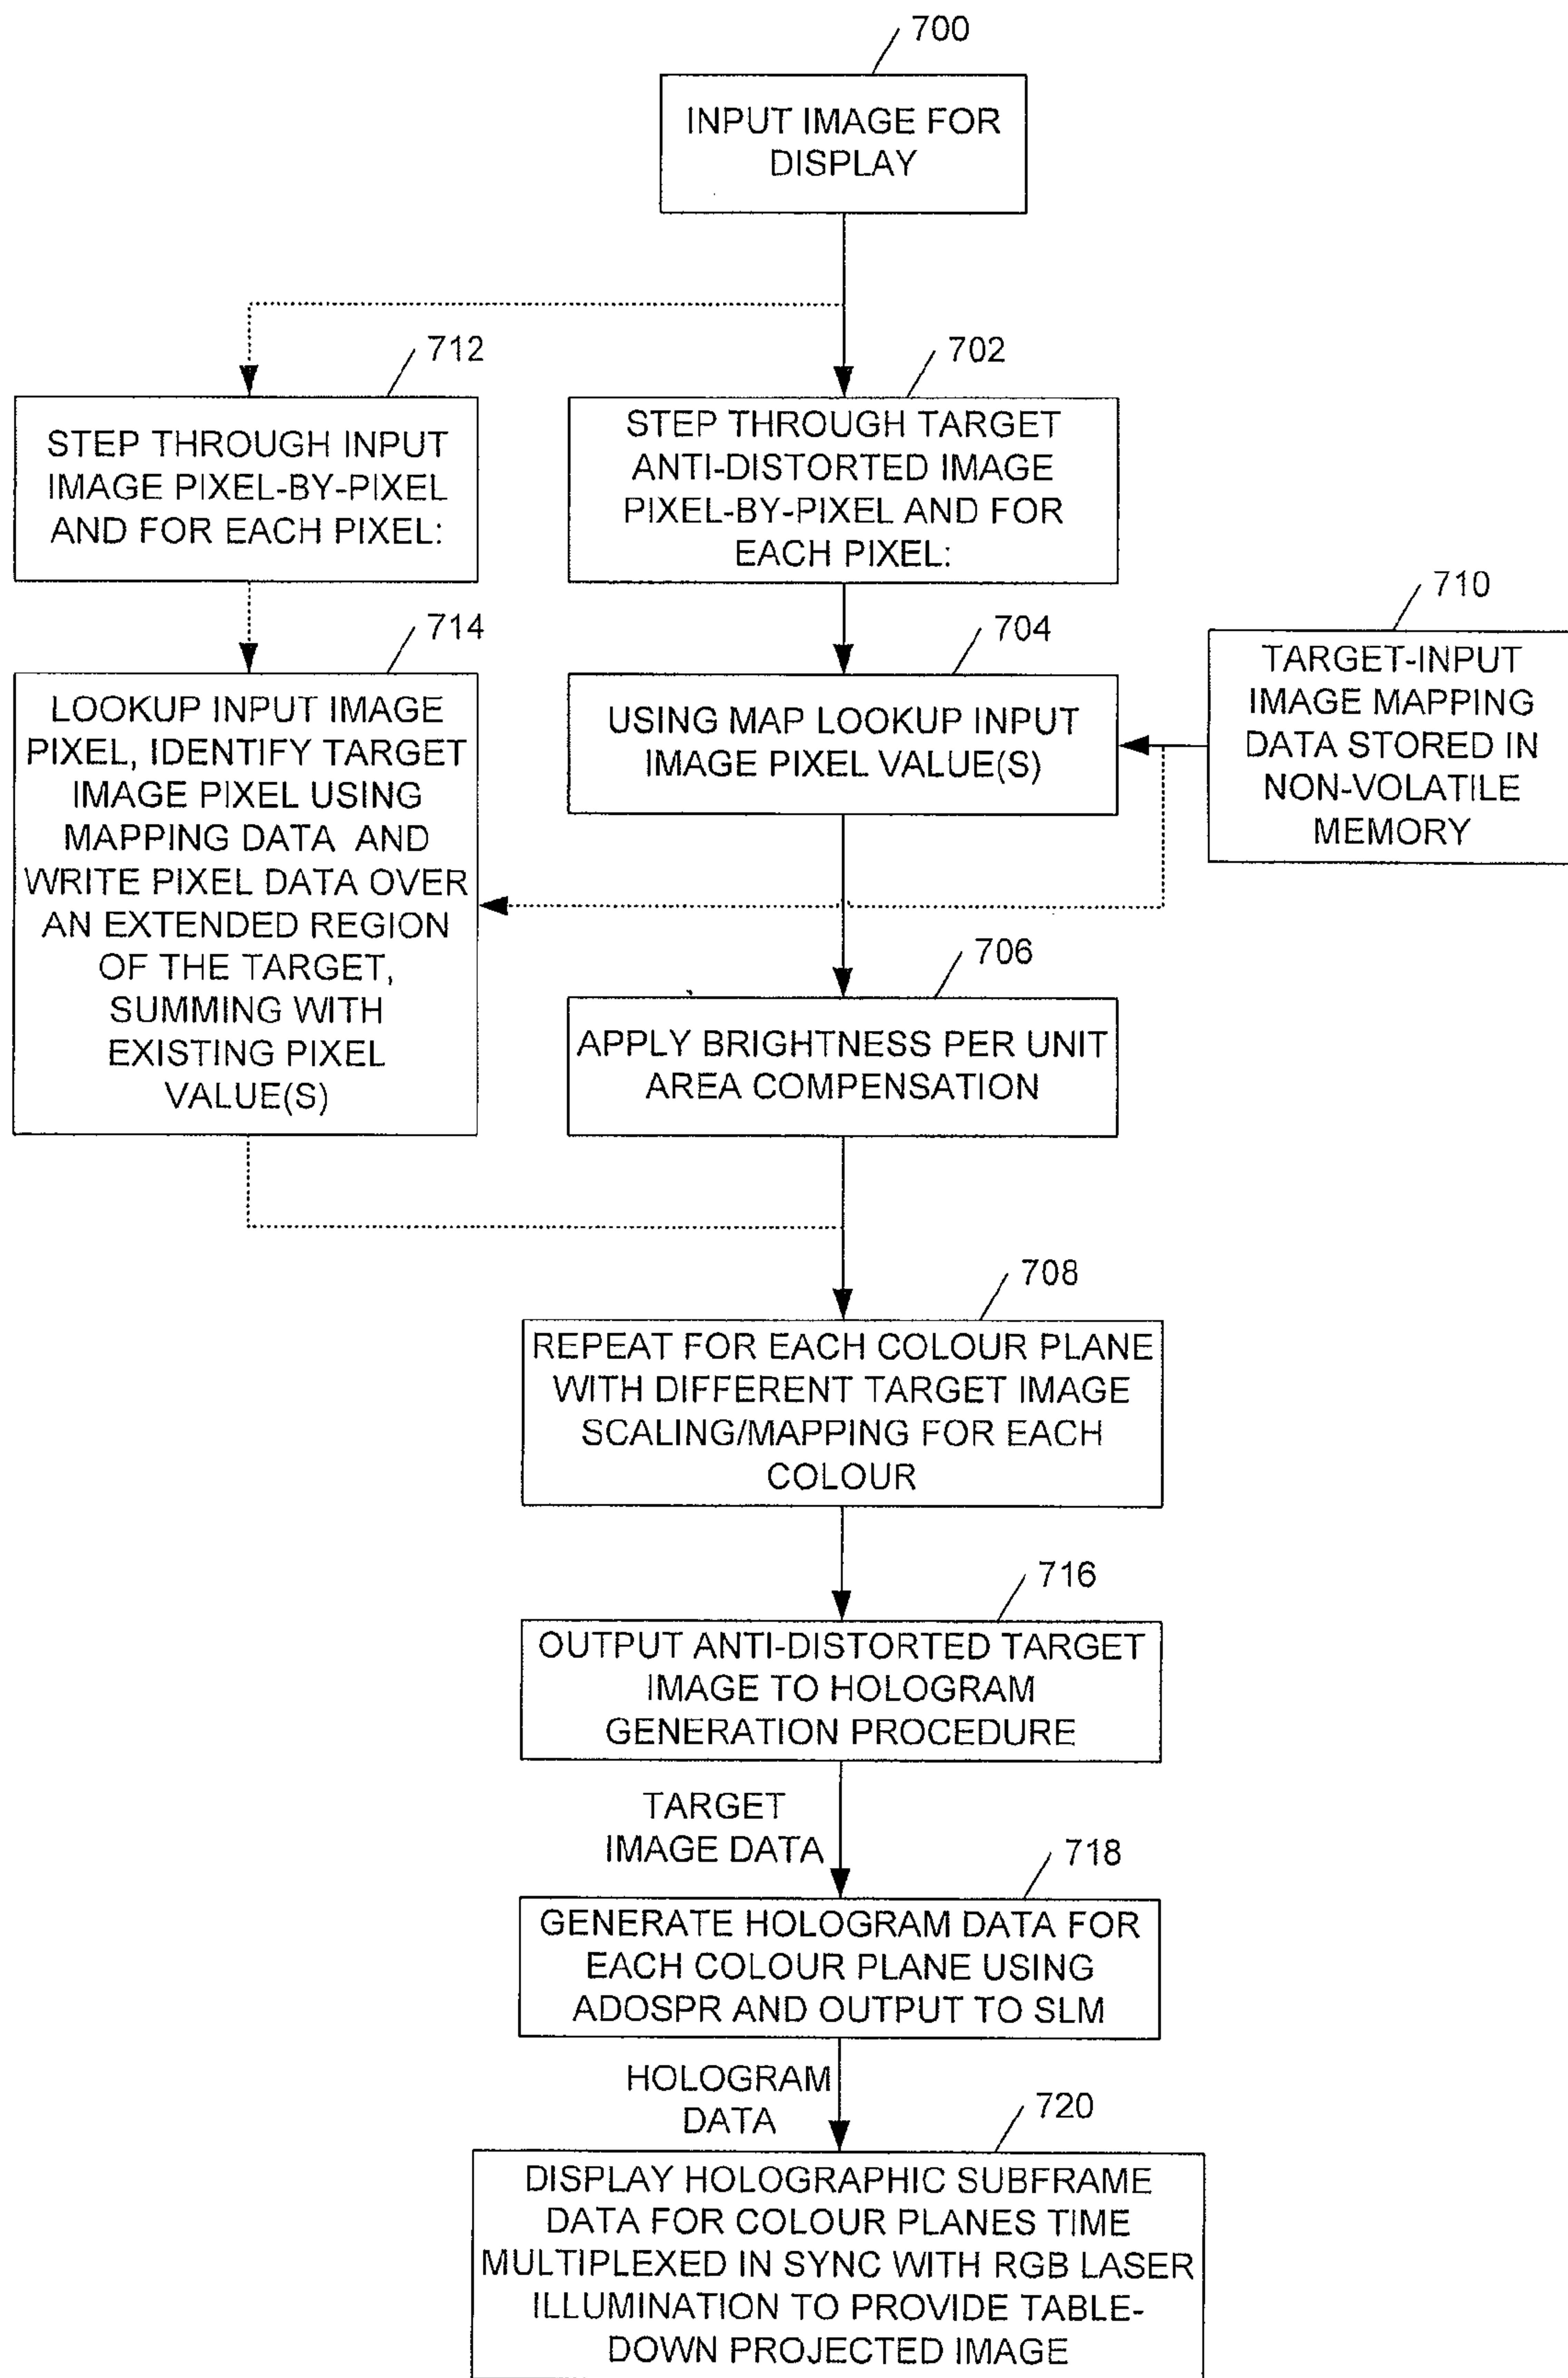 700
INPUT IMAGE FOR
DISPLAY
712
STEP THROUGH INPUT
IMAGE PIXEL-BY-PIXEL
AND FOR EACH PIXEL:
702
STEP THROUGH TARGET
ANTI-DISTORTED IMAGE
PIXEL-BY-PIXEL AND FOR
EACH PIXEL:
714
LOOKUP INPUT IMAGE
PIXEL, IDENTIFY TARGET
IMAGE PIXEL USING
MAPPING DATA AND
WRITE PIXEL DATA OVER
AN EXTENDED REGION
OF THE TARGET,
SUMMING WITH
EXISTING PIXEL
VALUE(S)
704
USING MAP LOOKUP INPUT
IMAGE PIXEL VALUE(S)
710
TARGET-INPUT
IMAGE MAPPING
DATA STORED IN
NON-VOLATILE
MEMORY
706
APPLY BRIGHTNESS PER UNIT
AREA COMPENSATION
708
REPEAT FOR EACH COLOUR PLANE
WITH DIFFERENT TARGET IMAGE
SCALING/MAPPING FOR EACH
COLOUR
716
OUTPUT ANTI-DISTORTED TARGET
IMAGE TO HOLOGRAM
GENERATION PROCEDURE
TARGET
IMAGE DATA
718
GENERATE HOLOGRAM DATA FOR
EACH COLOUR PLANE USING
ADOSPR AND OUTPUT TO SLM
HOLOGRAM
DATA
720
DISPLAY HOLOGRAPHIC SUBFRAME
DATA FOR COLOUR PLANES TIME
MULTIPLEXED IN SYNC WITH RGB LASER
ILLUMINATION TO PROVIDE TABLE-
DOWN PROJECTED IMAGE